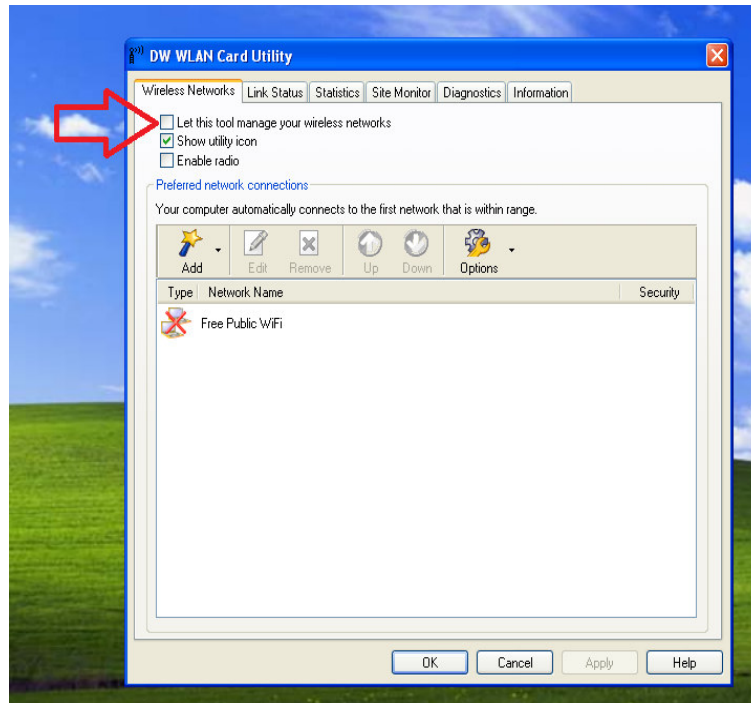 DW WLAN Card Utility
Wireless Networks Link Status Statistics Site Monitor Diagnostics Information
Let this tool manage your wireless networks
Show utility icon
Enable radio
Preferred network connections
Your computer automatically connects to the first network that is within range.
Add Edit Remove Up Down Options
Type Network Name Security
Free Public WiFi
OK Cancel Apply Help